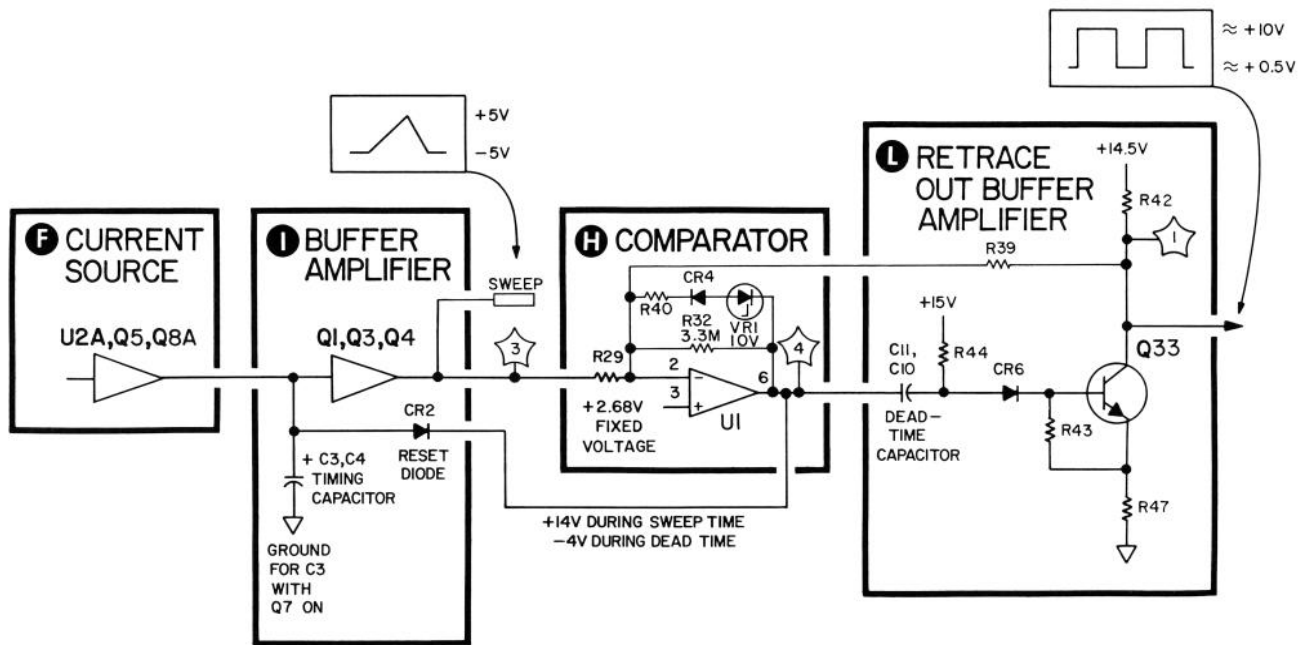 ≈ +10V
≈ +0.5V
+5V
-5V
F CURRENT
SOURCE
U2A,Q5,Q8A
I BUFFER
AMPLIFIER
SWEEP
Q1,Q3,Q4
3
CR2
RESET
DIODE
+ C3,C4
TIMING
CAPACITOR
GROUND
FOR C3
WITH
Q7 ON
H COMPARATOR
R40
CR4
VR1
10V
R32
3.3M
R29
2
-
3
+
6
U1
+2.68V
FIXED
VOLTAGE
4
+14V DURING SWEEP TIME
-4V DURING DEAD TIME
L RETRACE
OUT BUFFER
AMPLIFIER
+14.5V
R42
1
R39
+15V
R44
C11,
C10
CR6
Q33
DEAD-
TIME
CAPACITOR
R43
R47